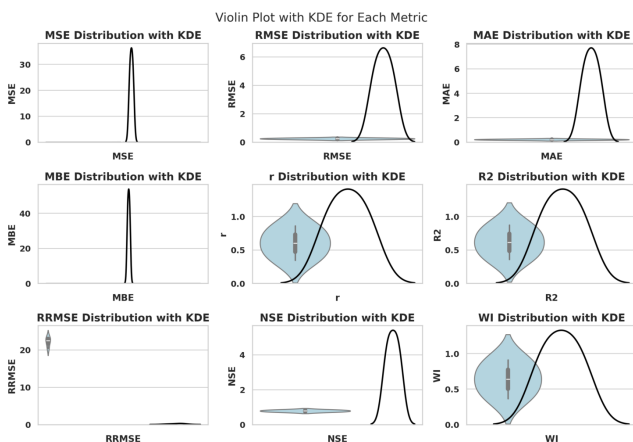 Violin Plot with KDE for Each Metric
MSE Distribution with KDE
RMSE Distribution with KDE
MAE Distribution with KDE
30
20
10
0
MSE
MSE
6
4
2
0
RMSE
RMSE
8
6
4
2
0
MAE
MAE
MBE Distribution with KDE
r Distribution with KDE
R2 Distribution with KDE
40
20
0
MBE
MBE
1.0
0.5
0.0
r
r
1.0
0.5
0.0
R2
R2
RRMSE Distribution with KDE
NSE Distribution with KDE
WI Distribution with KDE
20
10
0
RRMSE
RRMSE
4
2
0
NSE
NSE
1.0
0.5
0.0
WI
WI